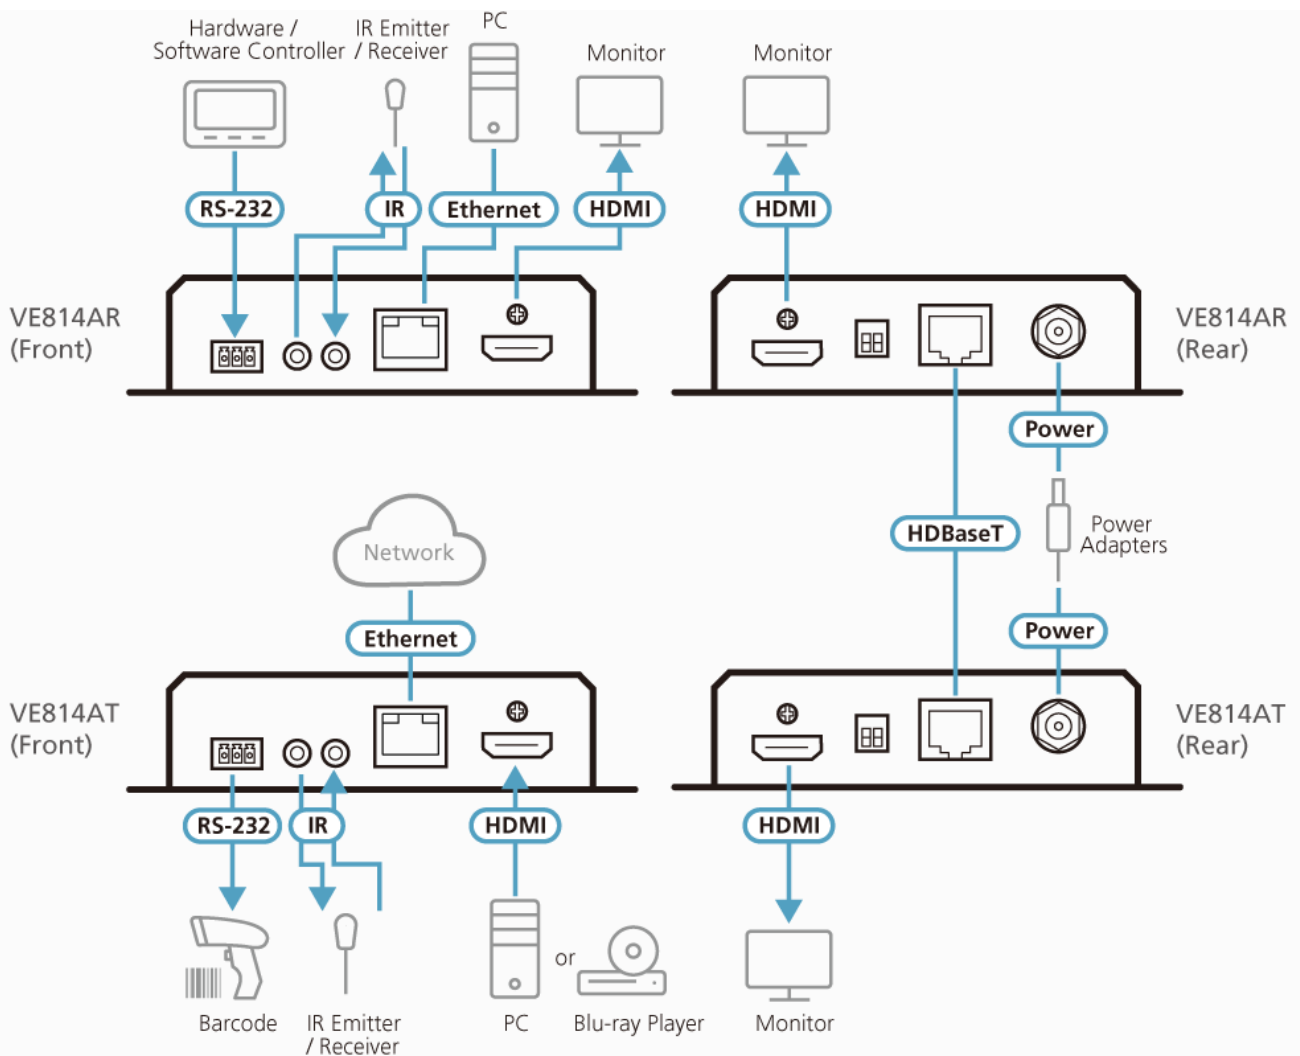 Hardware /
Software Controller
IR Emitter
/ Receiver
PC
Monitor
Monitor
RS-232
IR
Ethernet
HDMI
HDMI
VE814AR
(Front)
VE814AR
(Rear)
Power
HDBaseT
Power
Adapters
Power
Network
Ethernet
VE814AT
(Front)
VE814AT
(Rear)
RS-232
IR
HDMI
HDMI
or
Barcode
IR Emitter
/ Receiver
PC
Blu-ray Player
Monitor